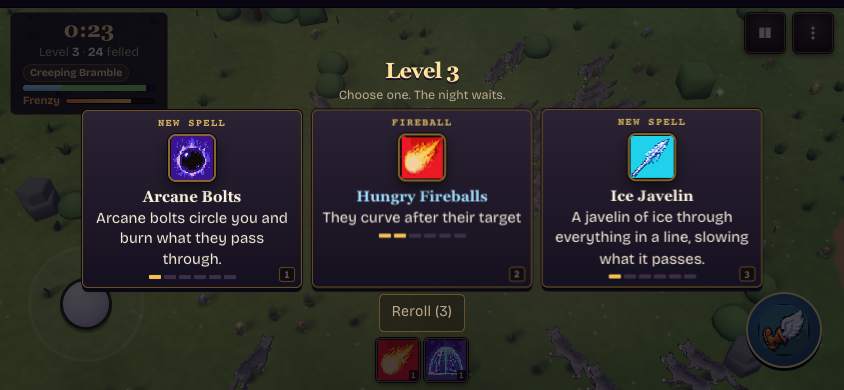 0:23
Level 3 · 24 felled
Creeping Bramble
Frenzy
Level 3
Choose one. The night waits.
NEW SPELL
Arcane Bolts
Arcane bolts circle you and
burn what they pass
through.
1
FIREBALL
Hungry Fireballs
They curve after their target
2
NEW SPELL
Ice Javelin
A javelin of ice through
everything in a line, slowing
what it passes.
3
Reroll (3)
1
1